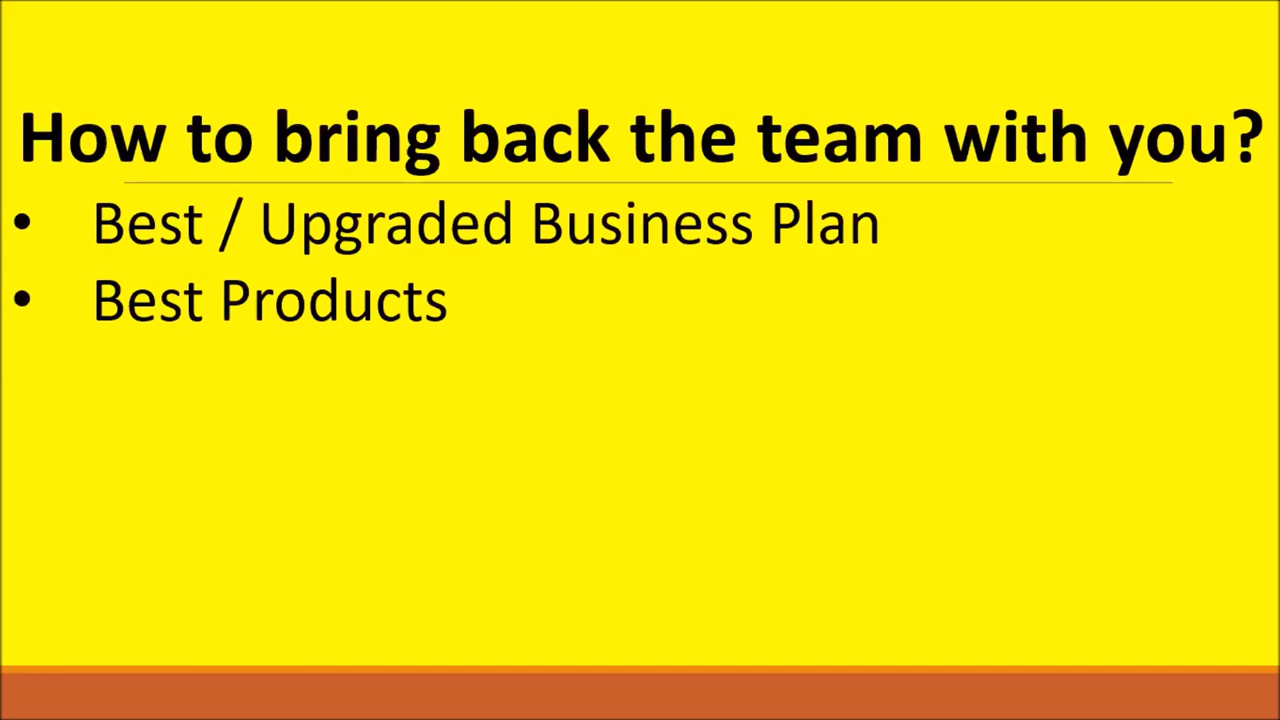 How to bring back the team with you?
• Best / Upgraded Business Plan
• Best Products